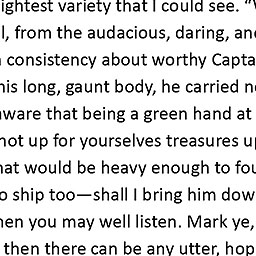 ightest variety that I could see. “
l, from the audacious, daring, an
consistency about worthy Capta
his long, gaunt body, he carried n
ware that being a green hand at
not up for yourselves treasures u
hat would be heavy enough to fou
o ship too—shall I bring him dow
hen you may well listen. Mark ye,
then there can be any utter, hop